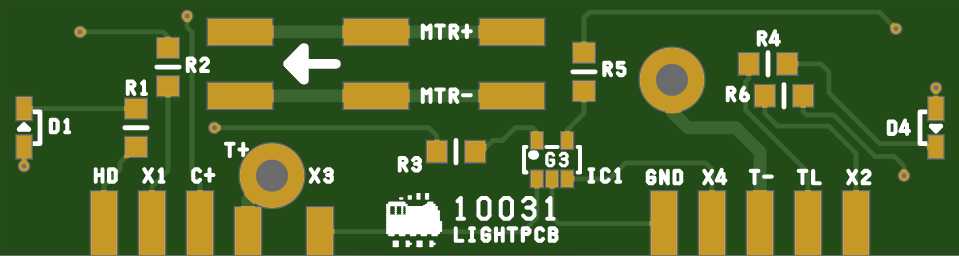 MTR+
R4
R2
R5
R1
MTR-
R6
D1
D4
T+
R3
G3
HD X1 C+ X3
IC1 GND X4 T- TL X2
10031
LIGHTPCB